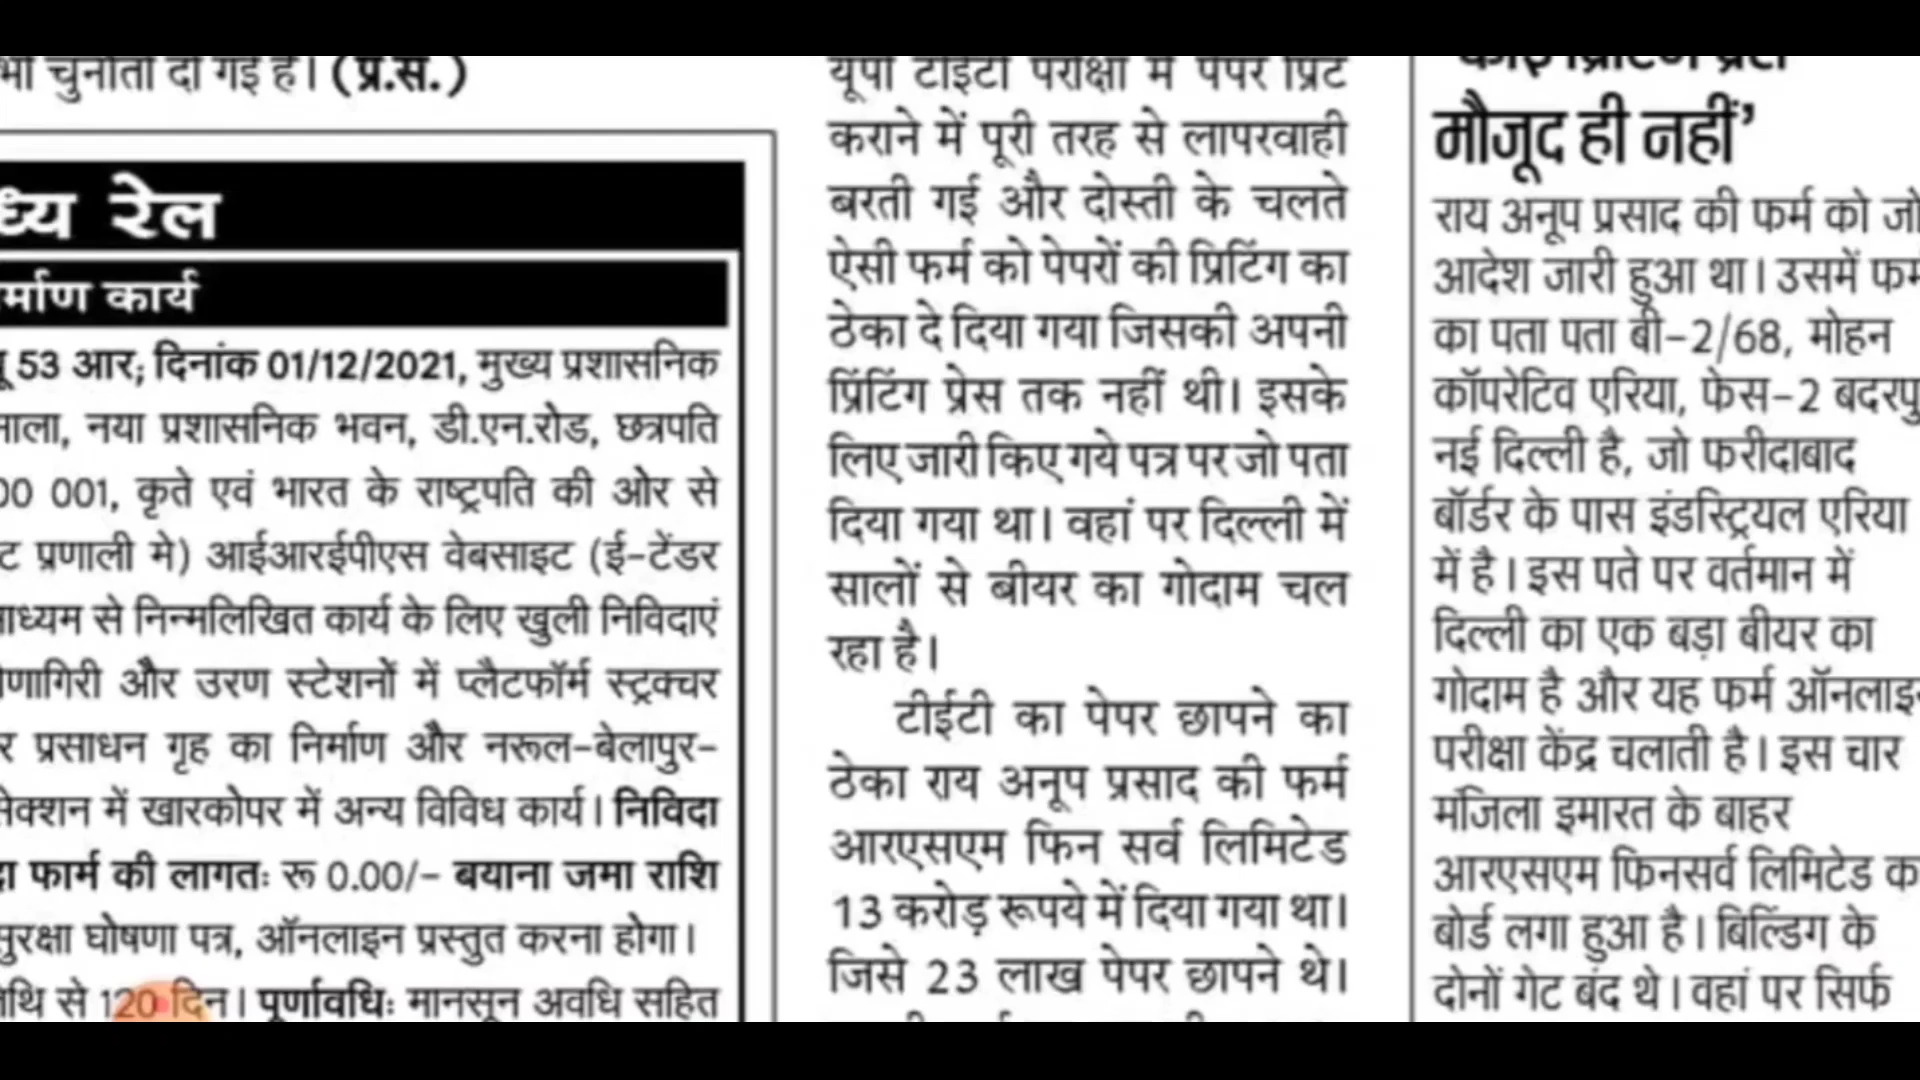 चुनौती दी गई है। (प्र.सं.)
ध्य रेल
र्माण कार्य
53 आर; दिनांक 01/12/2021, मुख्य प्रशासनिक
माला, नया प्रशासनिक भवन, डी.एन.रोड, छत्रपति
00 001, कृते एवं भारत के राष्ट्रपति की ओर से
ट प्रणाली मे) आईआरईपीएस वेबसाइट (ई-टेंडर
माध्यम से निन्मलिखित कार्य के लिए खुली निविदाएं
णागिरी और उरण स्टेशनों में प्लैटफॉर्म स्ट्रक्चर
र प्रसाधन गृह का निर्माण और नरूल-बेलापुर-
सेक्शन में खारकोपर में अन्य विविध कार्य। निविदा
फार्म की लागतः रू 0.00/- बयाना जमा राशि
सुरक्षा घोषणा पत्र, ऑनलाइन प्रस्तुत करना होगा।
थि से 120 दिन। पूर्णावधिः मानसून अवधि सहित
यूपी टीईटी परीक्षा में पेपर प्रिंट
कराने में पूरी तरह से लापरवाही
बरती गई और दोस्ती के चलते
ऐसी फर्म को पेपरों की प्रिटिंग का
ठेका दे दिया गया जिसकी अपनी
प्रिंटिंग प्रेस तक नहीं थी। इसके
लिए जारी किए गये पत्र पर जो पता
दिया गया था। वहां पर दिल्ली में
सालों से बीयर का गोदाम चल
रहा है।
टीईटी का पेपर छापने का
ठेका राय अनूप प्रसाद की फर्म
आरएसएम फिन सर्व लिमिटेड
13 करोड़ रूपये में दिया गया था।
जिसे 23 लाख पेपर छापने थे।
'कोई प्रिंटिंग प्रेस
मौजूद ही नहीं'
राय अनूप प्रसाद की फर्म को जो
आदेश जारी हुआ था। उसमें फर्म
का पता पता बी-2/68, मोहन
कॉपरेटिव एरिया, फेस-2 बदरपु
नई दिल्ली है, जो फरीदाबाद
बॉर्डर के पास इंडस्ट्रियल एरिया
में है। इस पते पर वर्तमान में
दिल्ली का एक बड़ा बीयर का
गोदाम है और यह फर्म ऑनलाइन
परीक्षा केंद्र चलाती है। इस चार
मंजिला इमारत के बाहर
आरएसएम फिनसर्व लिमिटेड क
बोर्ड लगा हुआ है। बिल्डिंग के
दोनों गेट बंद थे। वहां पर सिर्फ